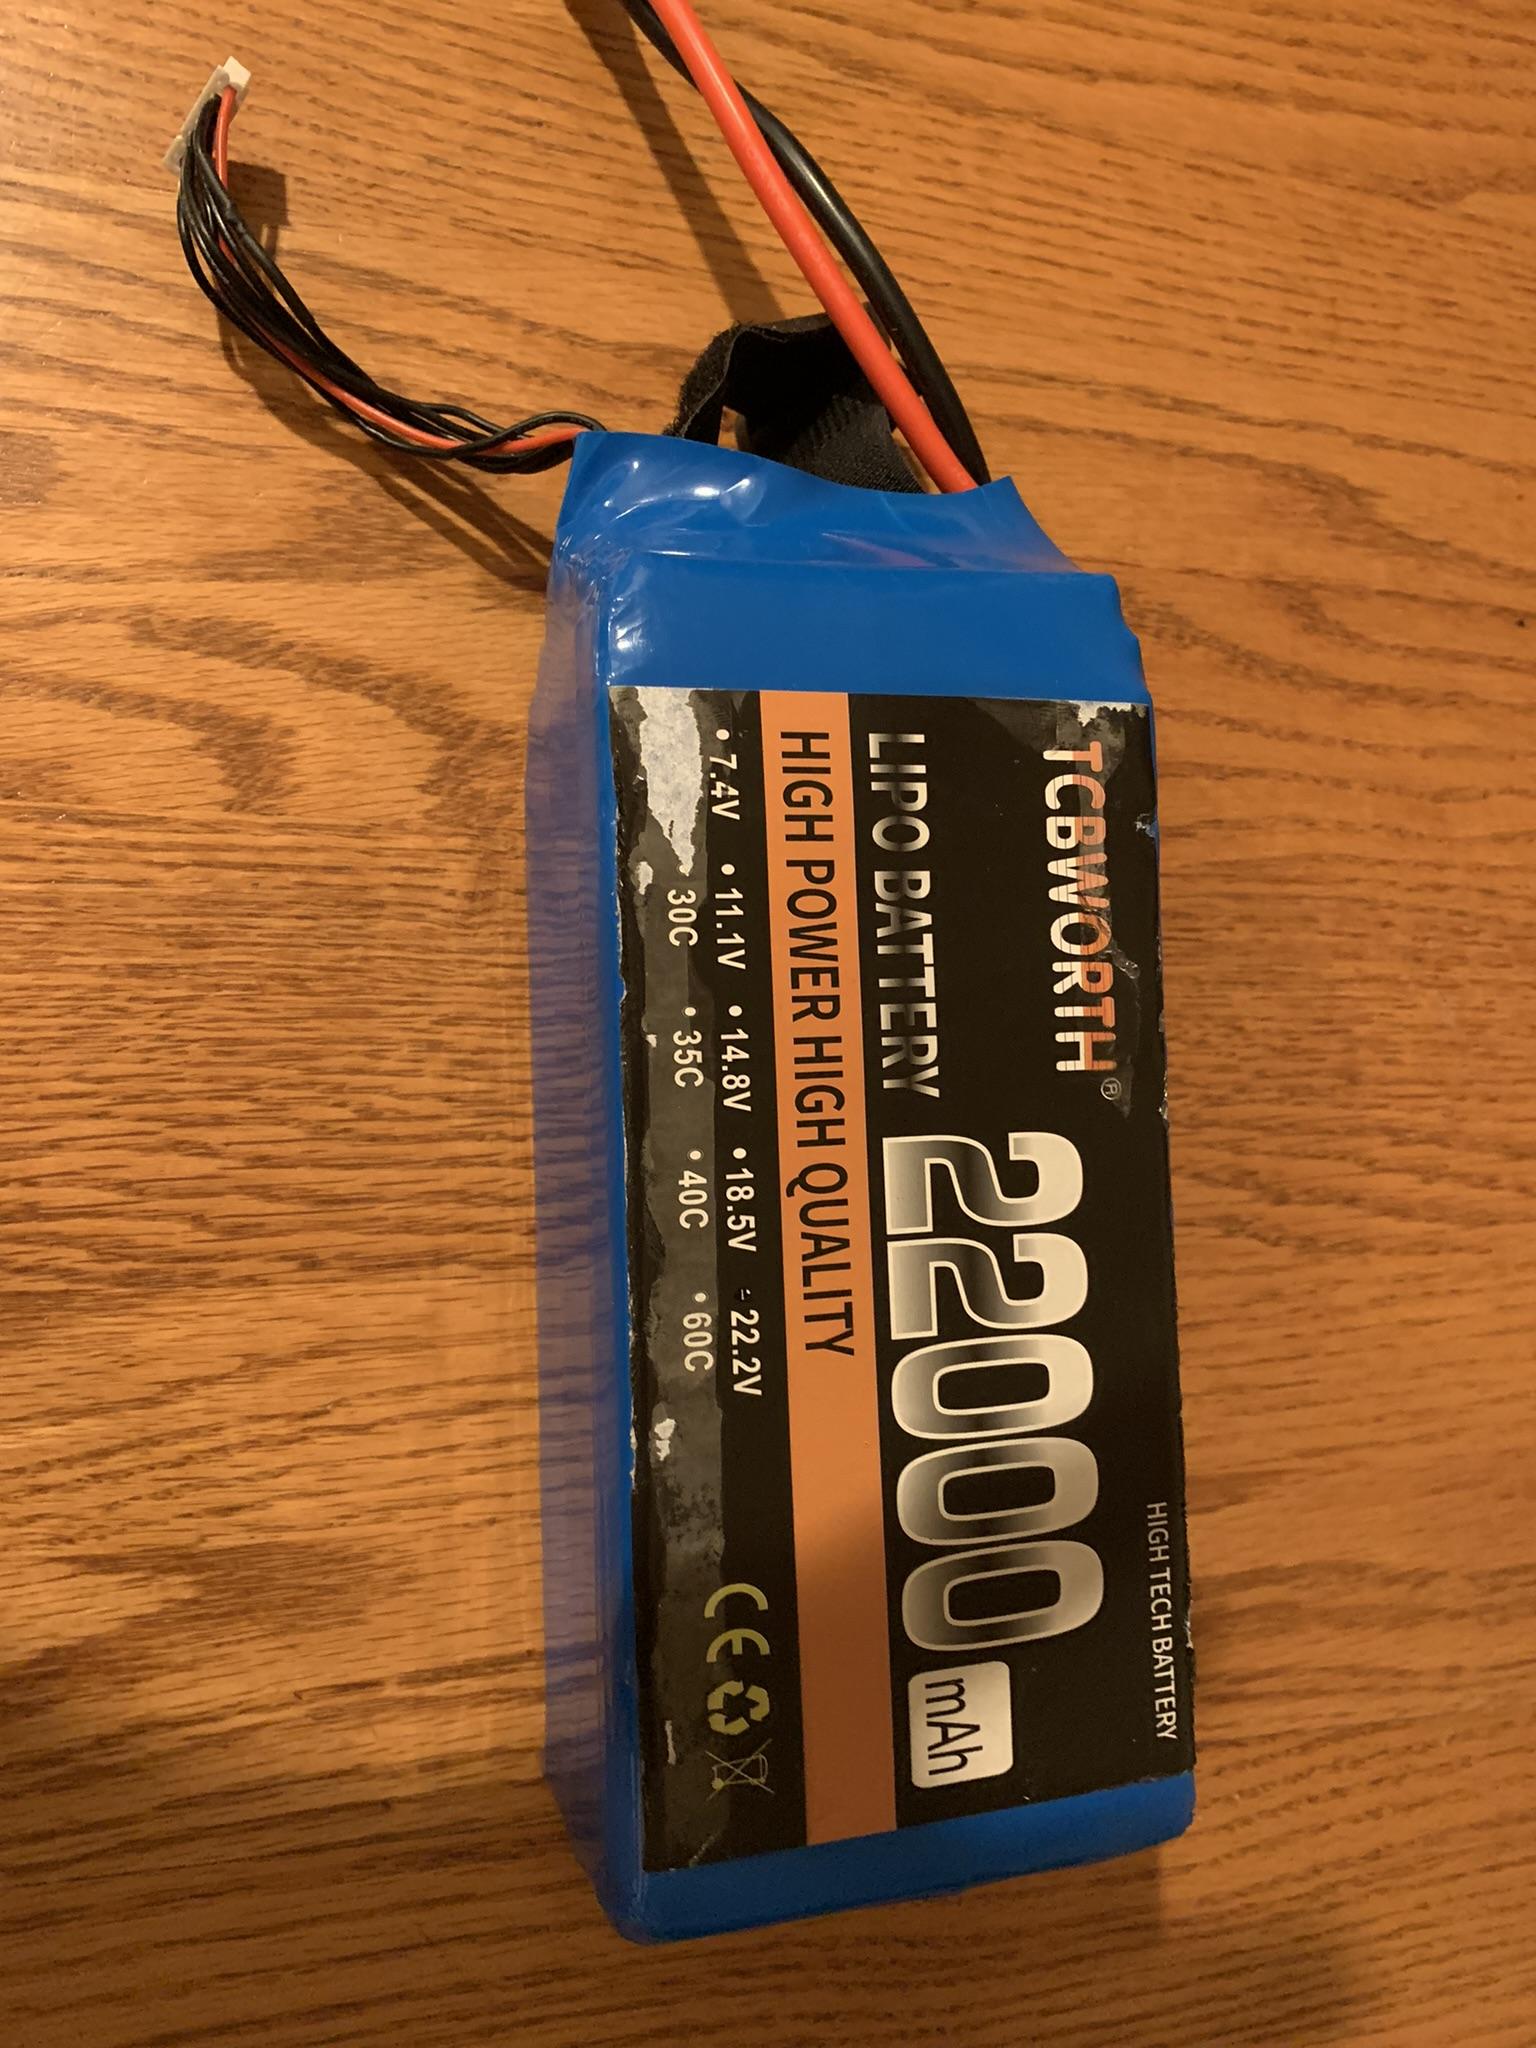 TCBWORTH®
HIGH TECH BATTERY
LIPO BATTERY 22000 mAh
HIGH POWER HIGH QUALITY
• 7.4V • 11.1V • 14.8V • 18.5V • 22.2V
• 30C • 35C • 40C • 60C
CE